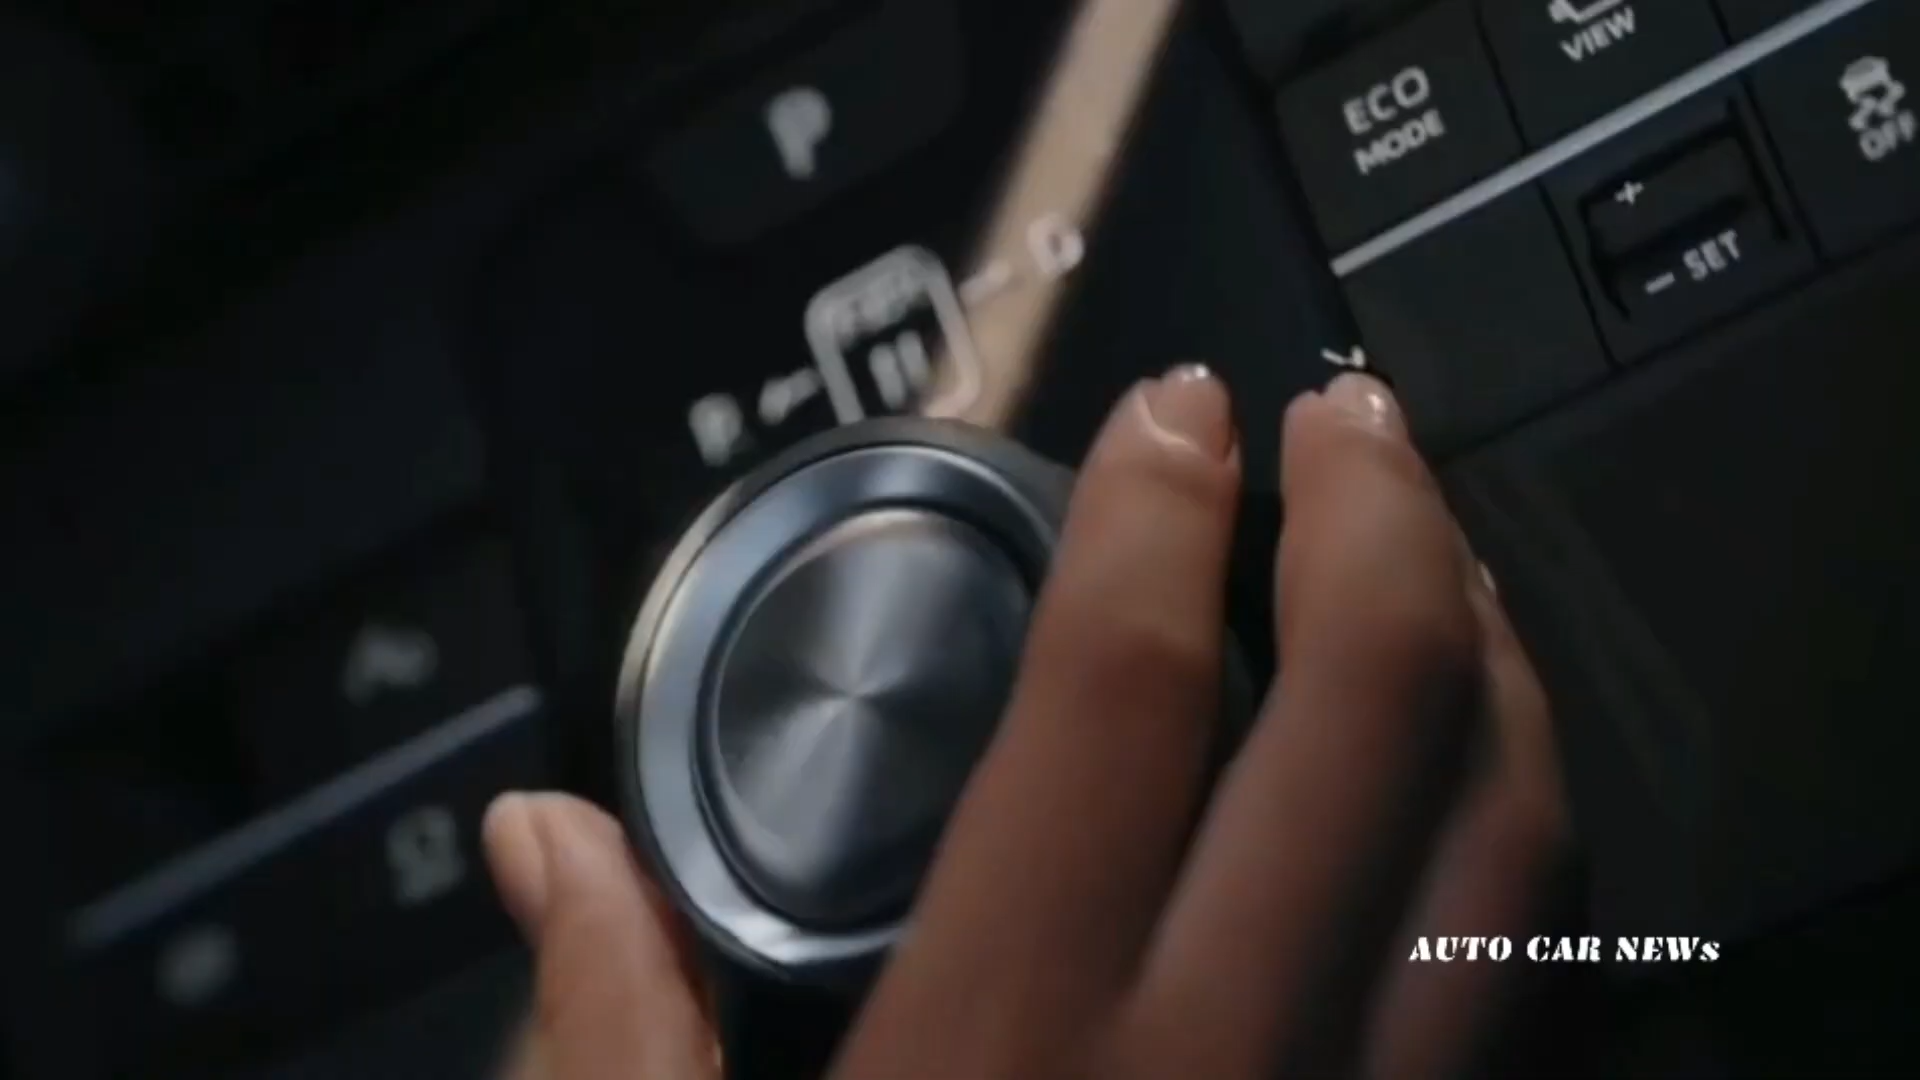 VIEW
ECO
MODE
OFF
P
+
— SET
D
N
R
AUTO CAR NEWs